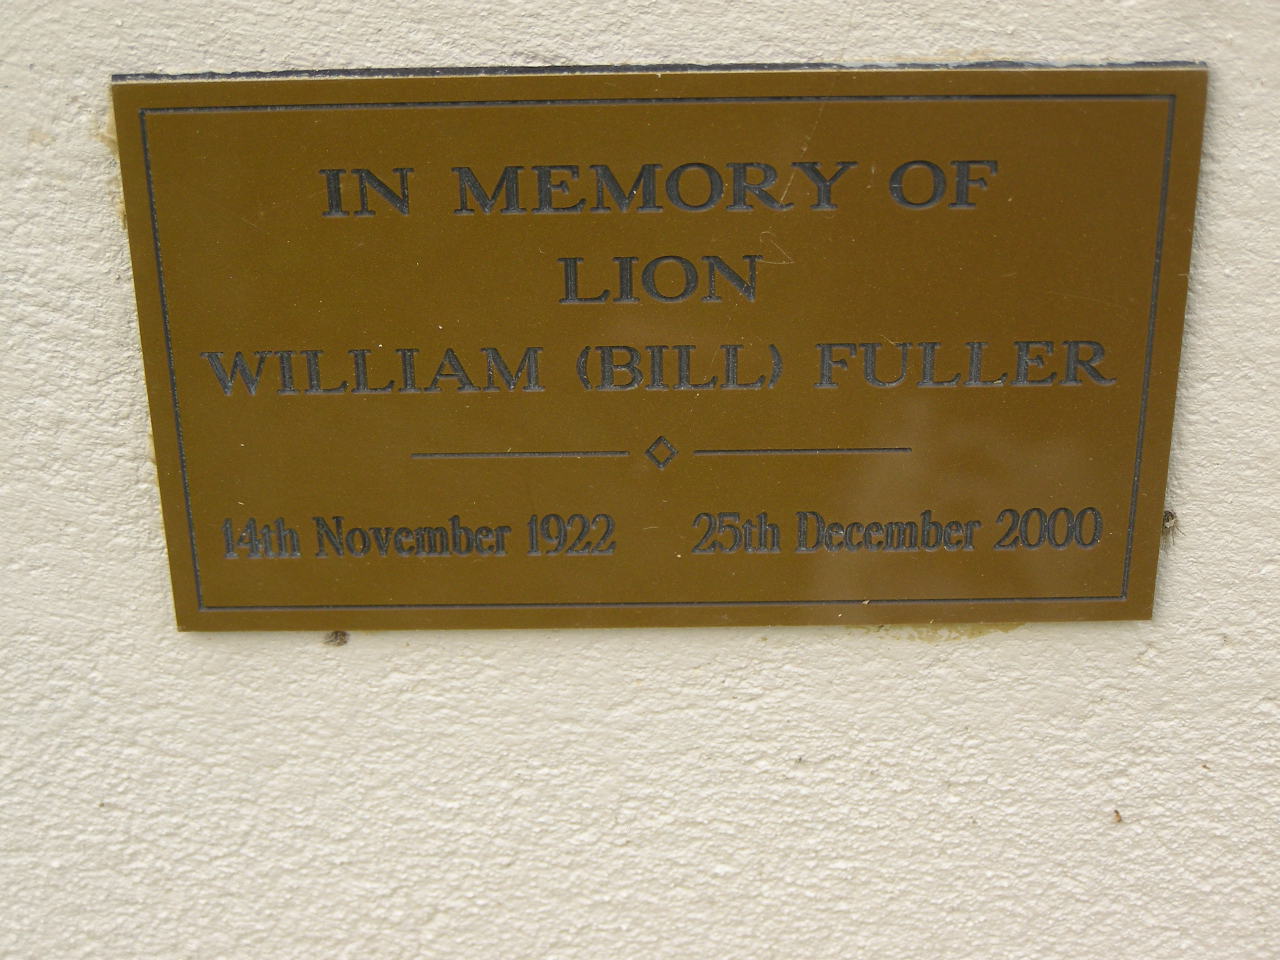 IN MEMORY OF
LION
WILLIAM (BILL) FULLER
14th November 1922 25th December 2000